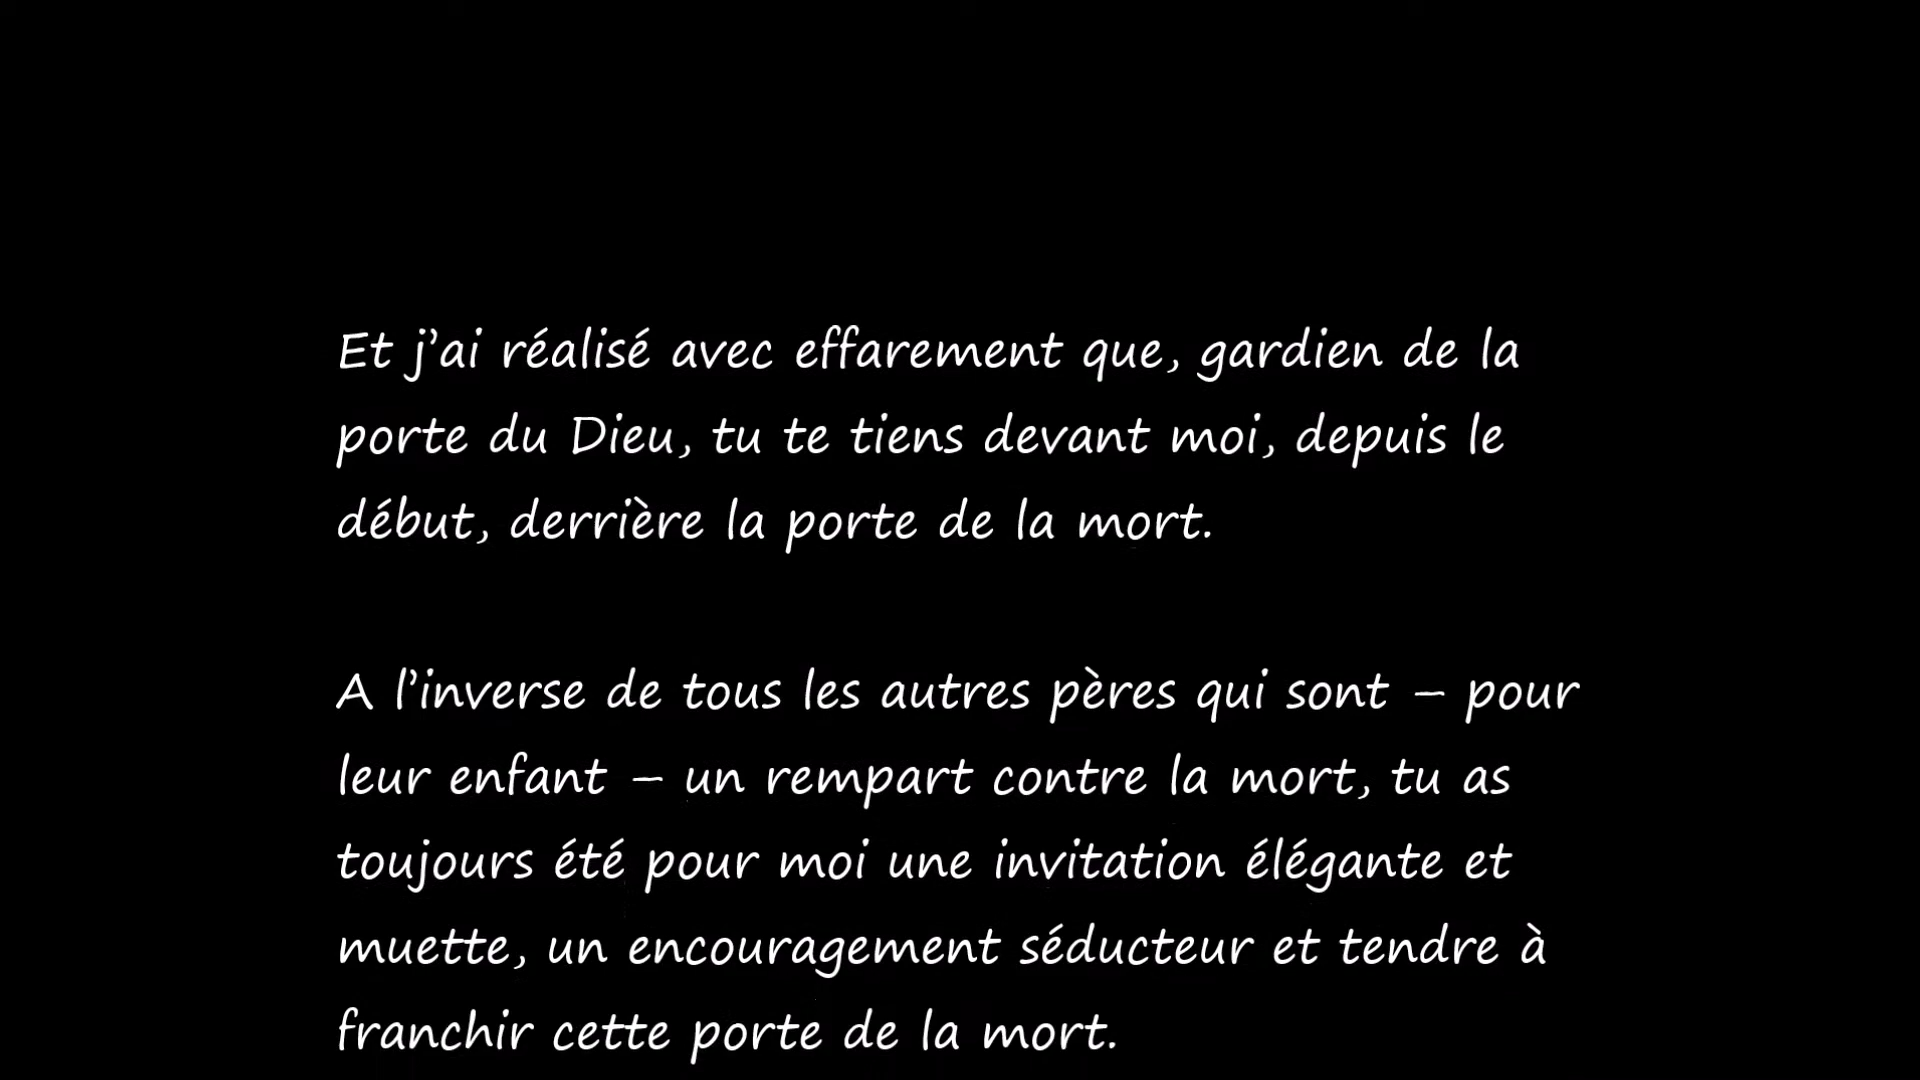 Et j’ai réalisé avec effarement que, gardien de la
porte du Dieu, tu te tiens devant moi, depuis le
début, derrière la porte de la mort.
A l’inverse de tous les autres pères qui sont – pour
leur enfant – un rempart contre la mort, tu as
toujours été pour moi une invitation élégante et
muette, un encouragement séducteur et tendre à
franchir cette porte de la mort.